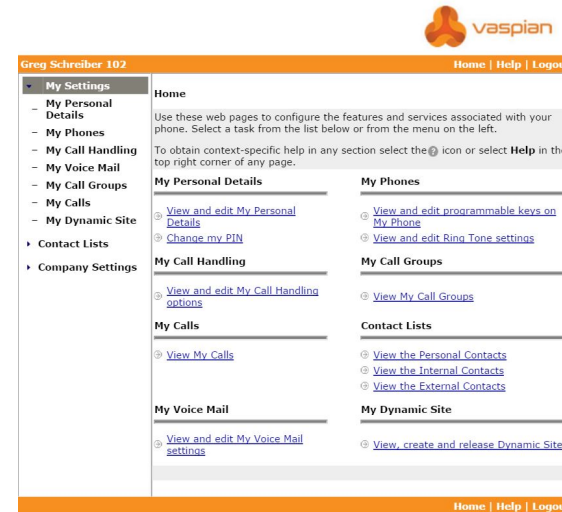 vaspian
Greg Schreiber 102
Home | Help | Logou
My Settings
– My Personal
Details
– My Phones
– My Call Handling
– My Voice Mail
– My Call Groups
– My Calls
– My Dynamic Site
Contact Lists
Company Settings
Home
Use these web pages to configure the features and services associated with your
phone. Select a task from the list below or from the menu on the left.
To obtain context-specific help in any section select the ? icon or select Help in th
top right corner of any page.
My Personal Details
View and edit My Personal
Details
Change my PIN
My Phones
View and edit programmable keys on
My Phone
View and edit Ring Tone settings
My Call Handling
View and edit My Call Handling
options
My Call Groups
View My Call Groups
My Calls
View My Calls
Contact Lists
View the Personal Contacts
View the Internal Contacts
View the External Contacts
My Voice Mail
View and edit My Voice Mail
settings
My Dynamic Site
View, create and release Dynamic Site
Home | Help | Logou